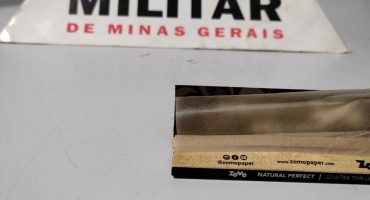 MILITAR
DE MINAS GERAIS
@zomopaper
www.zomopaper.com
ZOMO NATURAL PERFECT | 32 ULTRA THIN